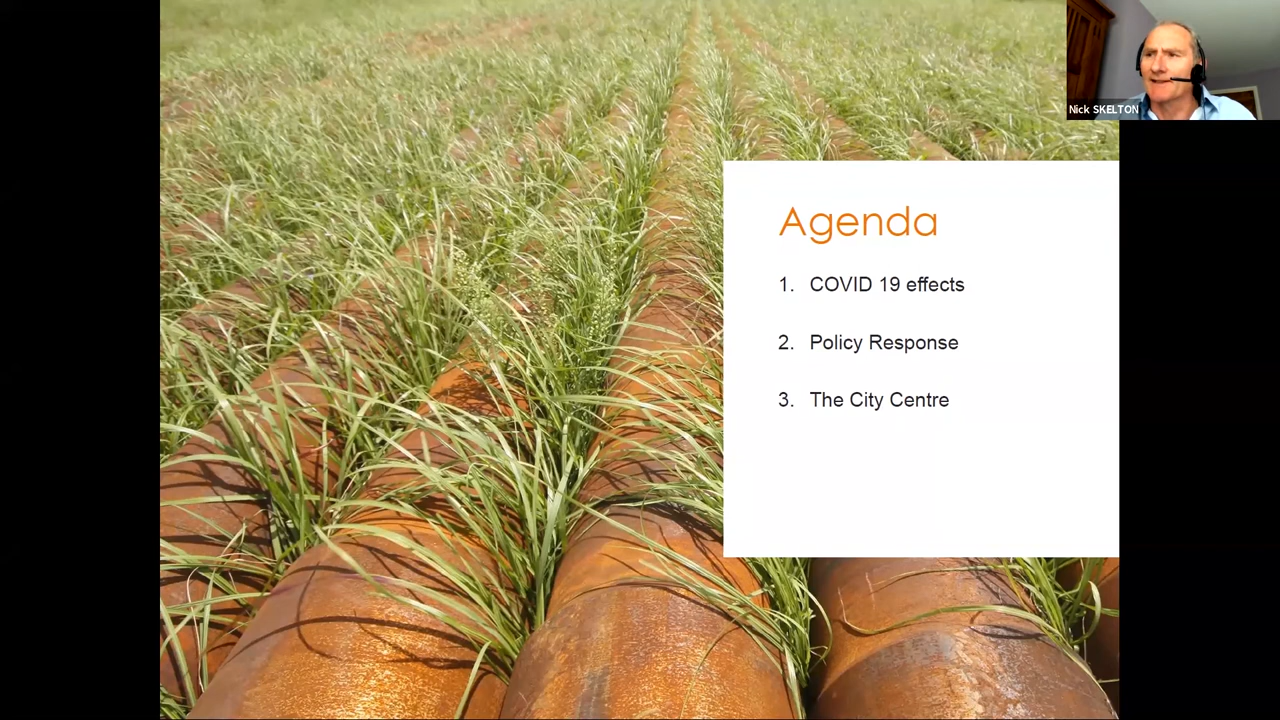 Nick SKELTON
Agenda
1. COVID 19 effects
2. Policy Response
3. The City Centre